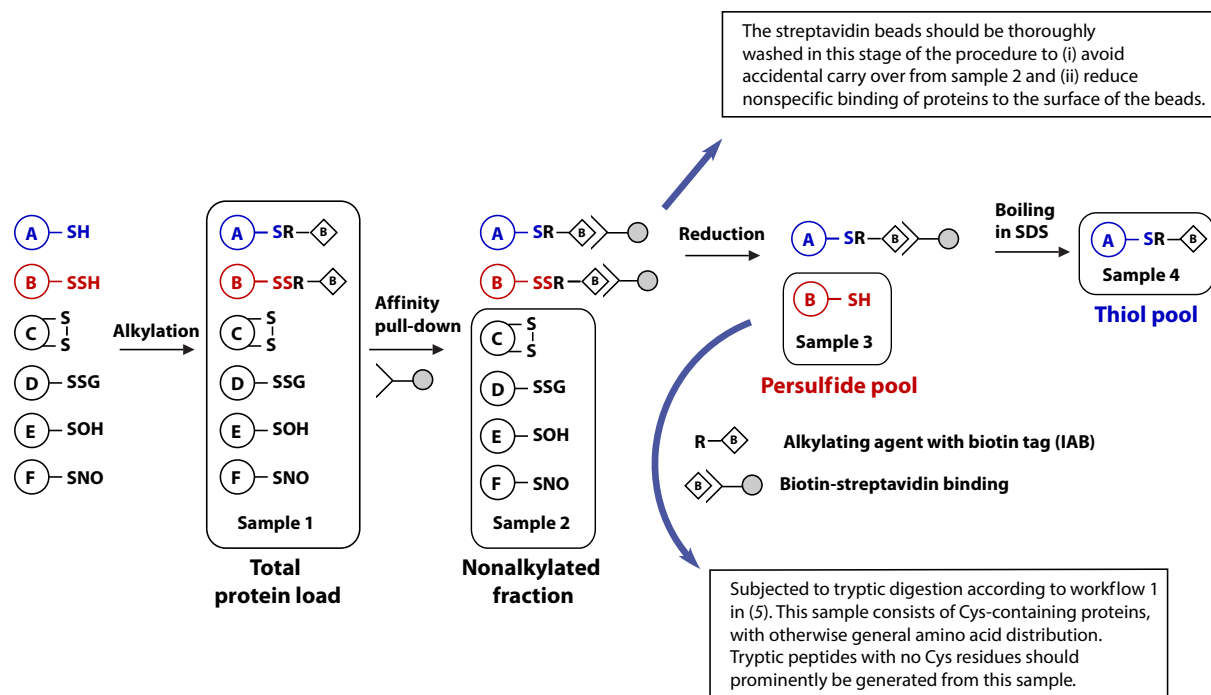 The streptavidin beads should be thoroughly
washed in this stage of the procedure to (i) avoid
accidental carry over from sample 2 and (ii) reduce
nonspecific binding of proteins to the surface of the beads.
A SH
B SSH
C S S
D SSG
E SOH
F SNO
Alkylation
A SR B
B SSR B
C S S
D SSG
E SOH
F SNO
Sample 1
Total
protein load
Affinity
pull-down
A SR B
B SSR B
C S S
D SSG
E SOH
F SNO
Sample 2
Nonalkylated
fraction
Reduction
A SR B
B SH
Sample 3
Persulfide pool
Boiling
in SDS
A SR B
Sample 4
Thiol pool
R B Alkylating agent with biotin tag (IAB)
B Biotin-streptavidin binding
Subjected to tryptic digestion according to workflow 1
in (5). This sample consists of Cys-containing proteins,
with otherwise general amino acid distribution.
Tryptic peptides with no Cys residues should
prominently be generated from this sample.